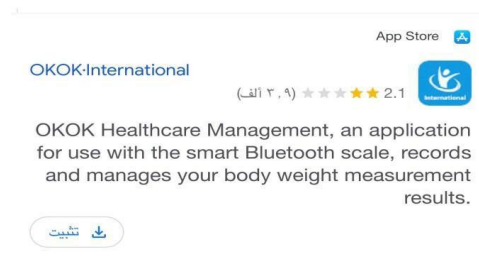 App Store
OKOK·International
2.1 (٣٫٩ ألف)
International
OKOK Healthcare Management, an application
for use with the smart Bluetooth scale, records
and manages your body weight measurement
results.
تثبيت